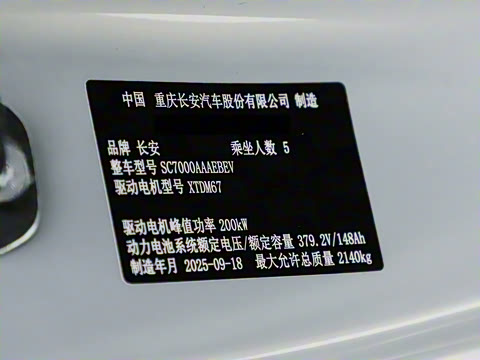 中国 重庆长安汽车股份有限公司 制造
品牌 长安 乘坐人数 5
整车型号 SC7000AAAEBEV
驱动电机型号 XTDM67
驱动电机峰值功率 200kW
动力电池系统额定电压/额定容量 379.2V/148Ah
制造年月 2025-09-18 最大允许总质量 2140kg